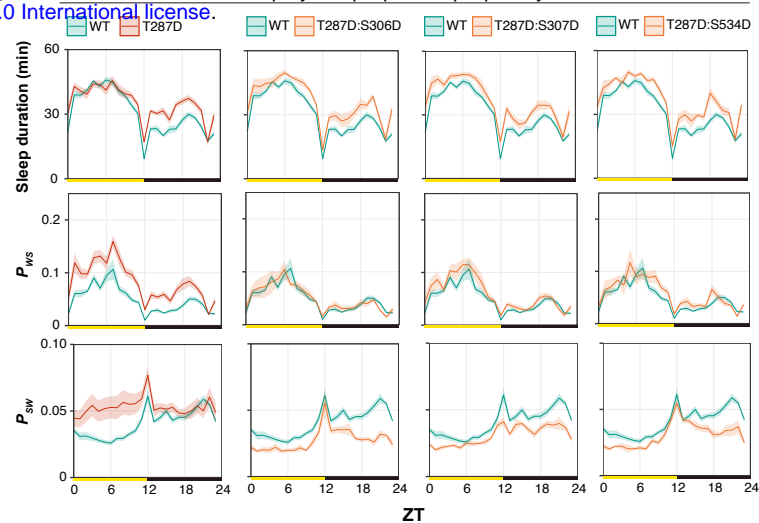 .0 International license.
WT T287D WT T287D:S306D WT T287D:S307D WT T287D:S534D
Sleep duration (min)
60
30
0
Pws
0.2
0.1
0
Psw
0.10
0.05
0
0 6 12 18 24 0 6 12 18 24 0 6 12 18 24 0 6 12 18 24
ZT